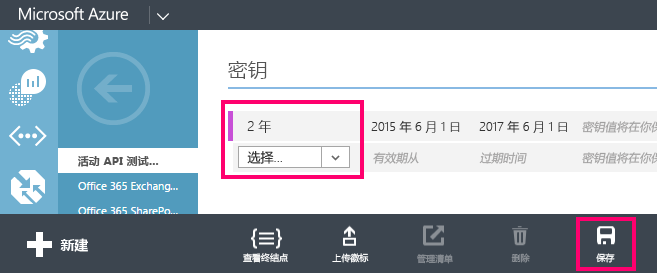 Microsoft Azure
密钥
2 年
2015 年 6 月 1 日
2017 年 6 月 1 日
密钥值将在你保
选择...
有效期从
过期时间
密钥值将在你保
活动 API 测试...
Office 365 Exchang...
Office 365 SharePo...
新建
查看终结点
上传徽标
管理清单
删除
保存